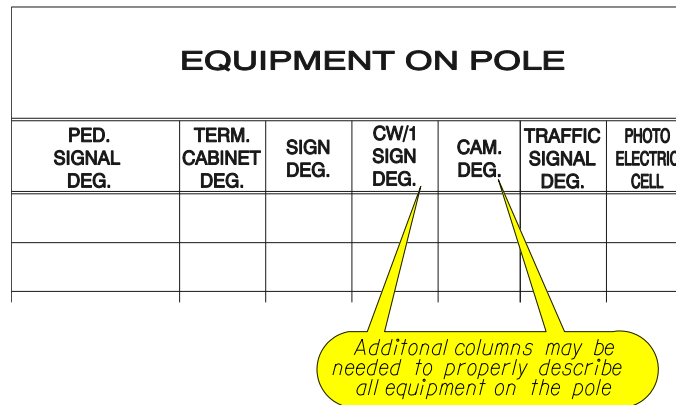 EQUIPMENT ON POLE
PED.
SIGNAL
DEG.
TERM.
CABINET
DEG.
SIGN
DEG.
CW/1
SIGN
DEG.
CAM.
DEG.
TRAFFIC
SIGNAL
DEG.
PHOTO
ELECTRIC
CELL
Additonal columns may be
needed to properly describe
all equipment on the pole